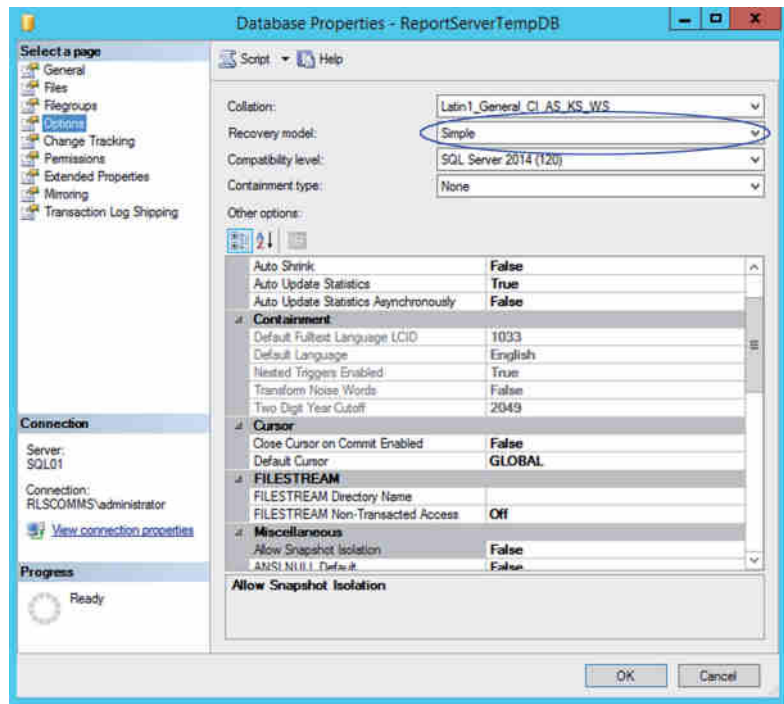 Database Properties - ReportServerTempDB
Select a page
General
Files
Filegroups
Options
Change Tracking
Permissions
Extended Properties
Mirroring
Transaction Log Shipping
Script Help
Collation: Latin1_General_CI_AS_KS_WS
Recovery model: Simple
Compatibility level: SQL Server 2014 (120)
Containment type: None
Other options:
Auto Shrink False
Auto Update Statistics True
Auto Update Statistics Asynchronously False
Containment
Default Fulltext Language LCID 1033
Default Language English
Nested Triggers Enabled True
Transform Noise Words False
Two Digit Year Cutoff 2049
Cursor
Close Cursor on Commit Enabled False
Default Cursor GLOBAL
FILESTREAM
FILESTREAM Directory Name
FILESTREAM Non-Transacted Access Off
Miscellaneous
Allow Snapshot Isolation False
ANSI NULL Default False
Allow Snapshot Isolation
Connection
Server:
SQL01
Connection:
RLSCOMMS\administrator
View connection properties
Progress
Ready
OK Cancel